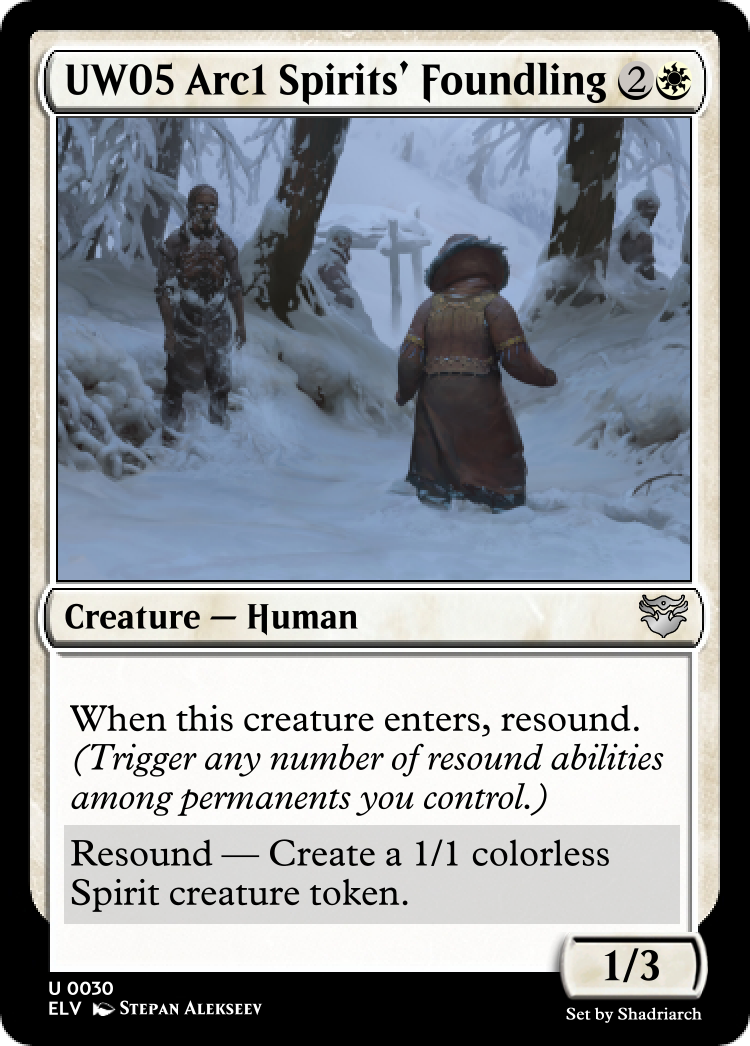 UW05 Arc1 Spirits' Foundling 2
Creature — Human
When this creature enters, resound.
(Trigger any number of resound abilities
among permanents you control.)
Resound — Create a 1/1 colorless
Spirit creature token.
1/3
U 0030
ELV Stepan Alekseev
Set by Shadriarch